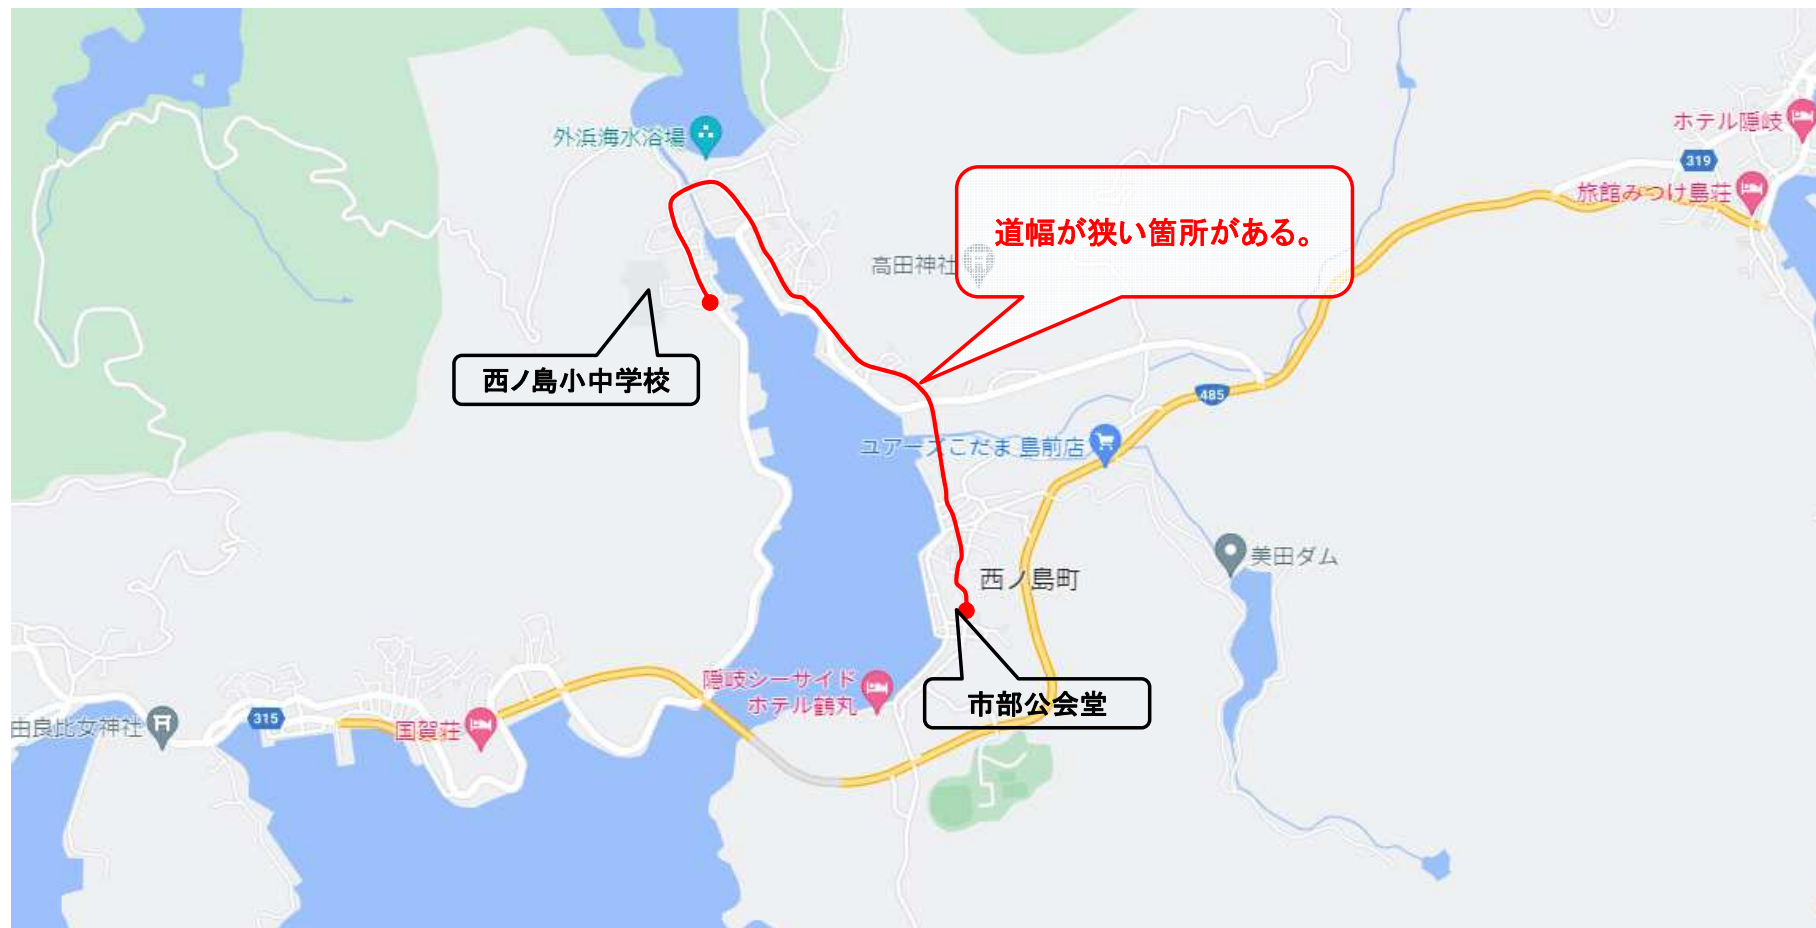 外浜海水浴場
ホテル隠岐
319
旅館みつけ島荘
道幅が狭い箇所がある。
高田神社
西ノ島小中学校
485
ユアーズこだま 島前店
美田ダム
西ノ島町
隠岐シーサイド
ホテル鶴丸
市部公会堂
315
国賀荘
由良比女神社